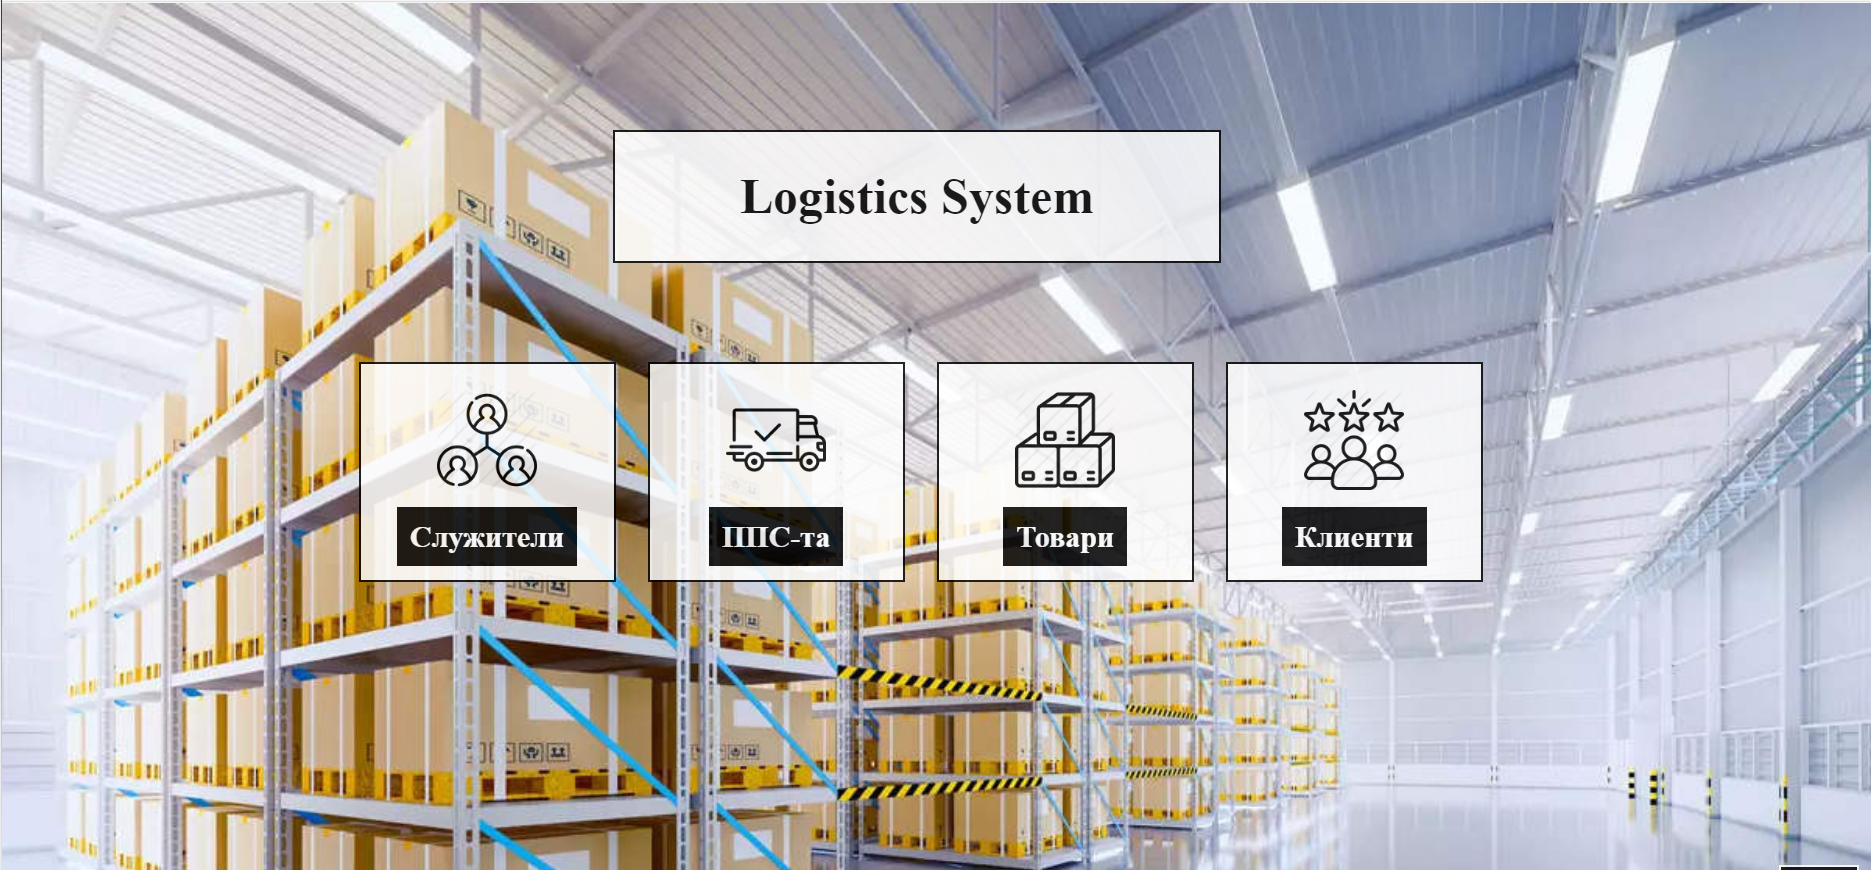 Logistics System
Служители
ППС-та
Товари
Клиенти